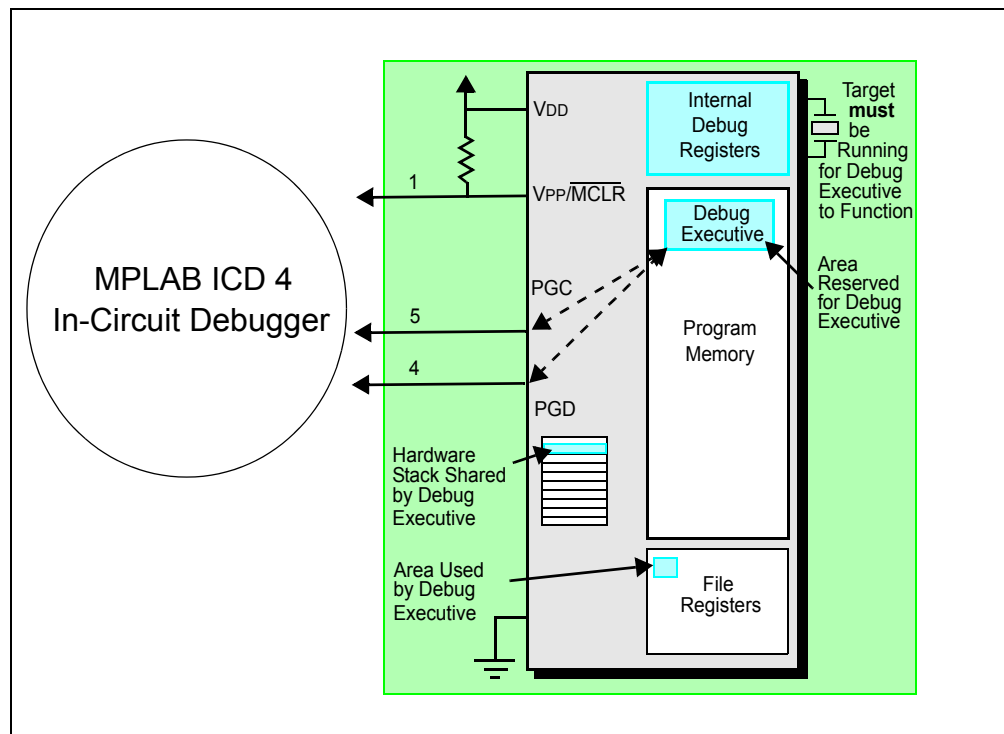 MPLAB ICD 4
In-Circuit Debugger
1
5
4
VDD
VPP/MCLR
PGC
PGD
Internal
Debug
Registers
Target
must
be
Running
for Debug
Executive
to Function
Debug
Executive
Area
Reserved
for Debug
Executive
Program
Memory
Hardware
Stack Shared
by Debug
Executive
Area Used
by Debug
Executive
File
Registers